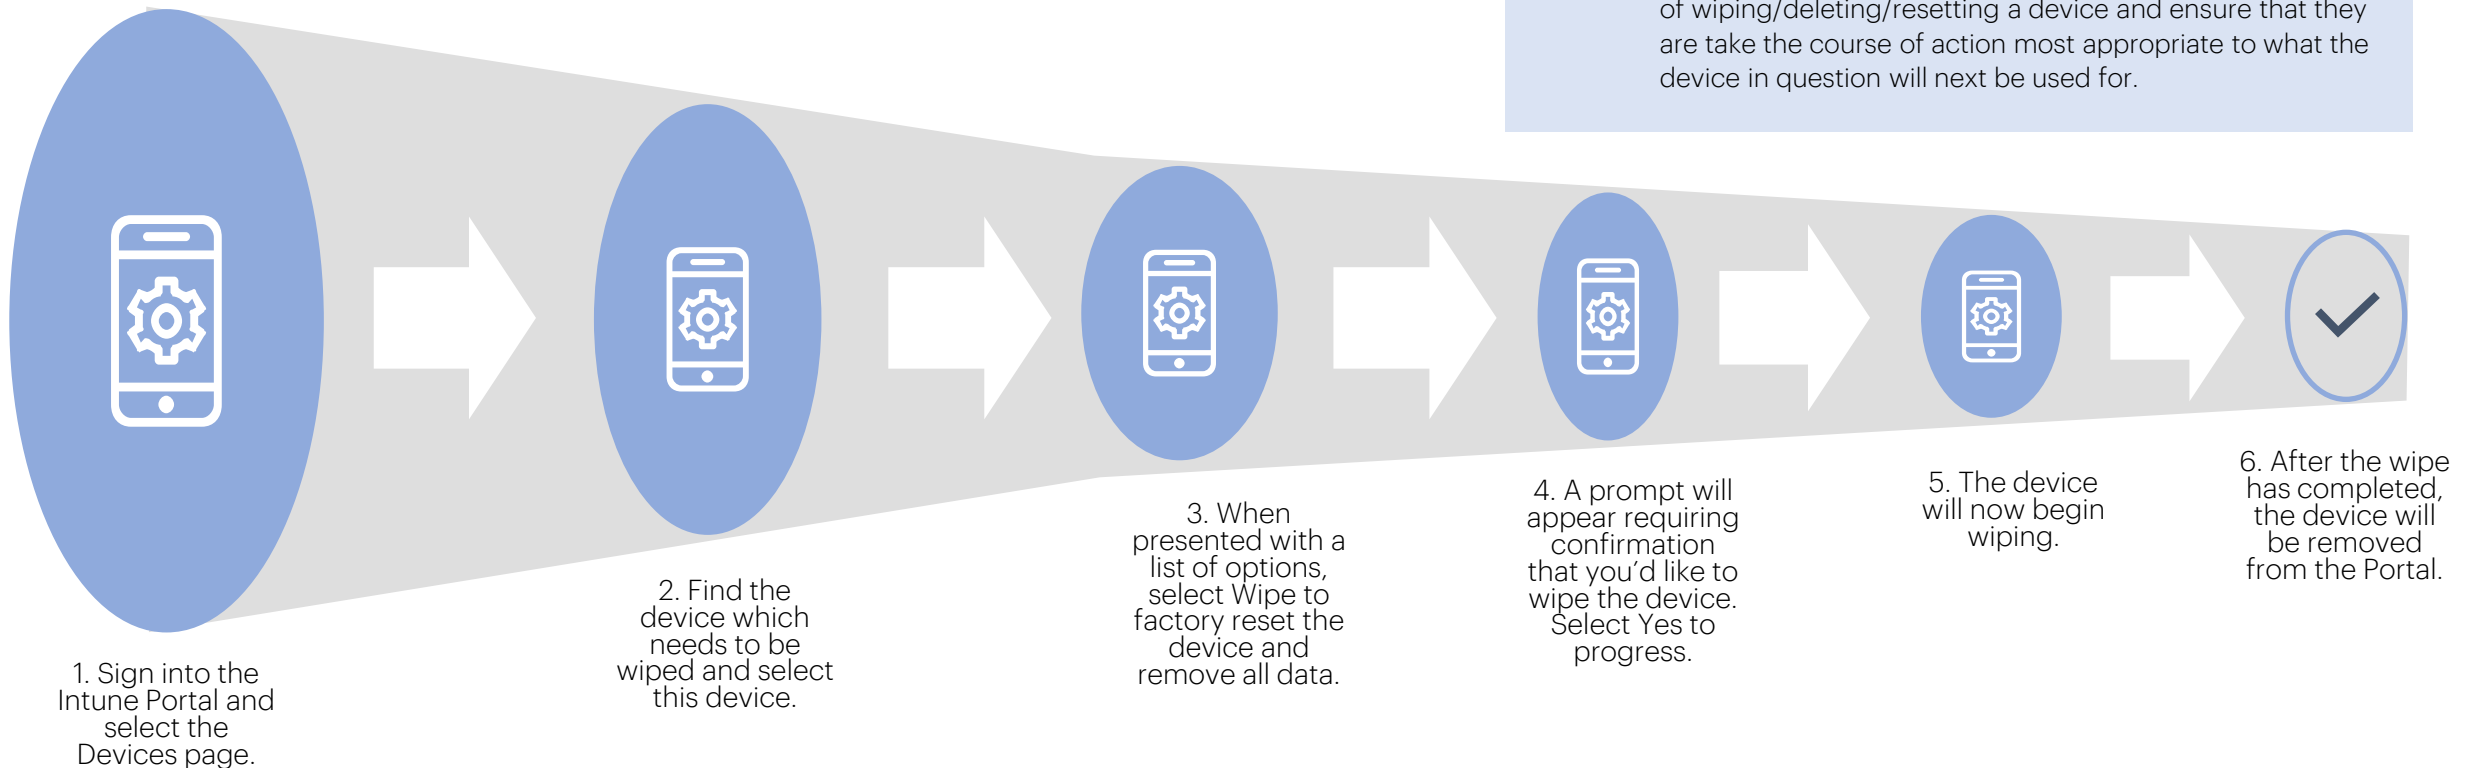 of wiping/deleting/resetting a device and ensure that they
are take the course of action most appropriate to what the
device in question will next be used for.
1. Sign into the
Intune Portal and
select the
Devices page.
2. Find the
device which
needs to be
wiped and select
this device.
3. When
presented with a
list of options,
select Wipe to
factory reset the
device and
remove all data.
4. A prompt will
appear requiring
confirmation
that you’d like to
wipe the device.
Select Yes to
progress.
5. The device
will now begin
wiping.
6. After the wipe
has completed,
the device will
be removed
from the Portal.